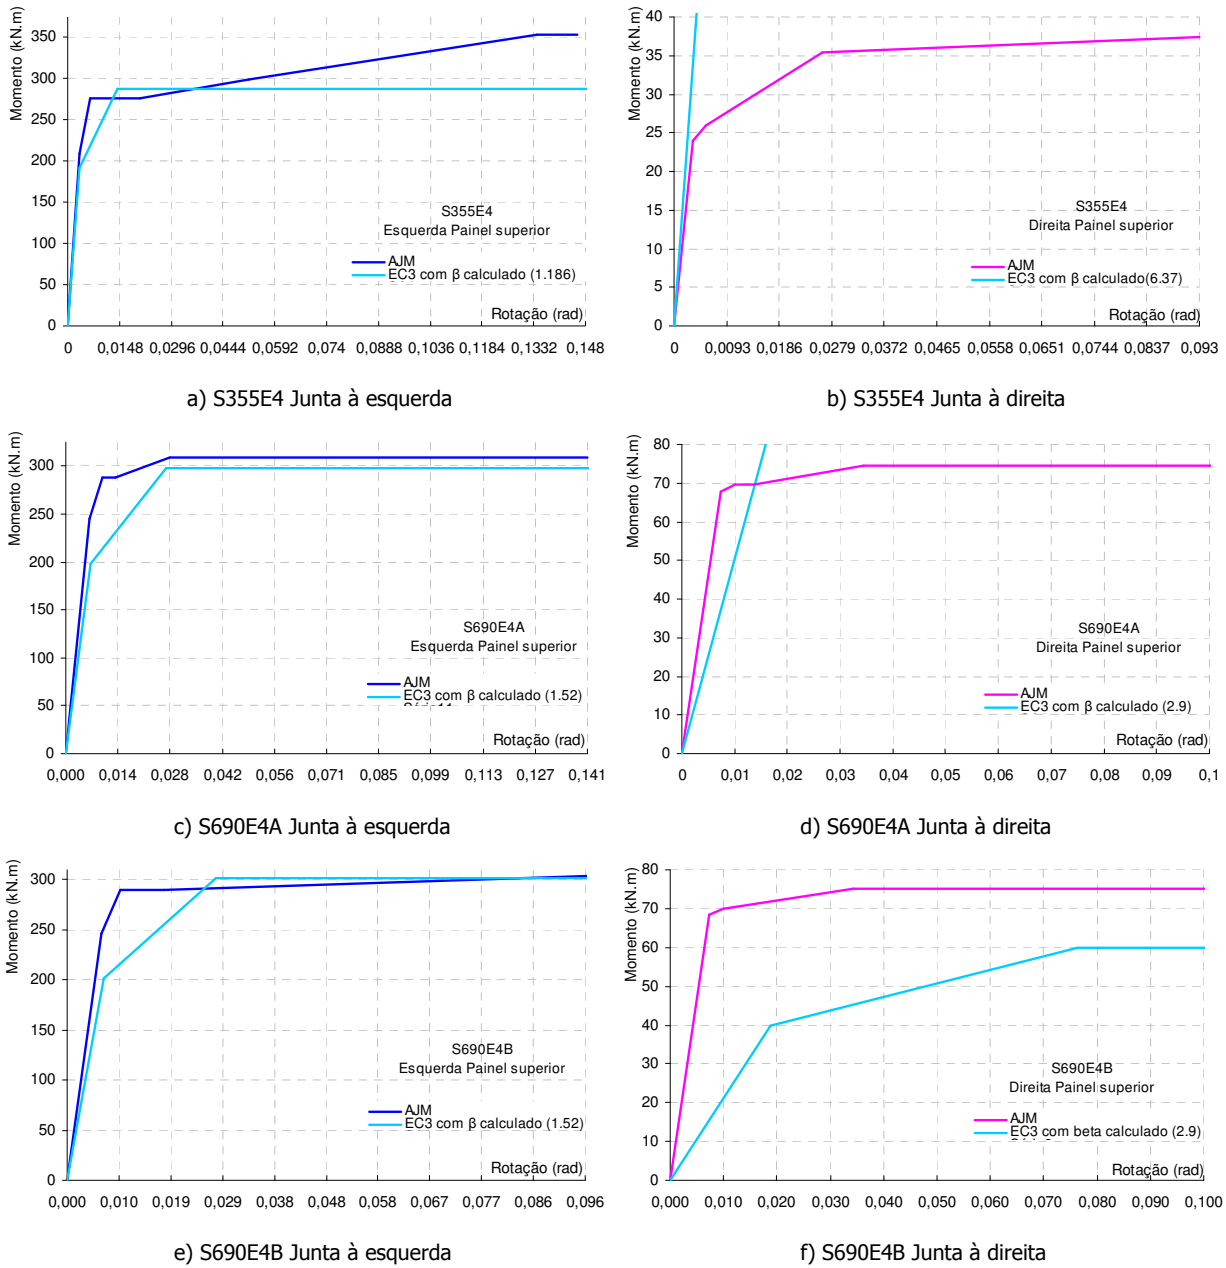 Momento (kN.m)
350
300
250
200
150
100
50
0
S355E4
Esquerda Painel superior
AJM
EC3 com β calculado (1.186)
Rotação (rad)
0 0,0148 0,0296 0,0444 0,0592 0,074 0,0888 0,1036 0,1184 0,1332 0,148
a) S355E4 Junta à esquerda
Momento (kN.m)
40
35
30
25
20
15
10
5
0
S355E4
Direita Painel superior
AJM
EC3 com β calculado(6.37)
Rotação (rad)
0 0,0093 0,0186 0,0279 0,0372 0,0465 0,0558 0,0651 0,0744 0,0837 0,093
b) S355E4 Junta à direita
Momento (kN.m)
300
250
200
150
100
50
0
S690E4A
Esquerda Painel superior
AJM
EC3 com β calculado (1.52)
Rotação (rad)
0,000 0,014 0,028 0,042 0,056 0,071 0,085 0,099 0,113 0,127 0,141
c) S690E4A Junta à esquerda
Momento (kN.m)
80
70
60
50
40
30
20
10
0
S690E4A
Direita Painel superior
AJM
EC3 com β calculado (2.9)
Rotação (rad)
0 0,01 0,02 0,03 0,04 0,05 0,06 0,07 0,08 0,09 0,1
d) S690E4A Junta à direita
Momento (kN.m)
300
250
200
150
100
50
0
S690E4B
Esquerda Painel superior
AJM
EC3 com β calculado (1.52)
Rotação (rad)
0,000 0,010 0,019 0,029 0,038 0,048 0,058 0,067 0,077 0,086 0,096
e) S690E4B Junta à esquerda
Momento (kN.m)
80
70
60
50
40
30
20
10
0
S690E4B
Direita Painel superior
AJM
EC3 com beta calculado (2.9)
Rotação (rad)
0,000 0,010 0,020 0,030 0,040 0,050 0,060 0,070 0,080 0,090 0,100
f) S690E4B Junta à direita